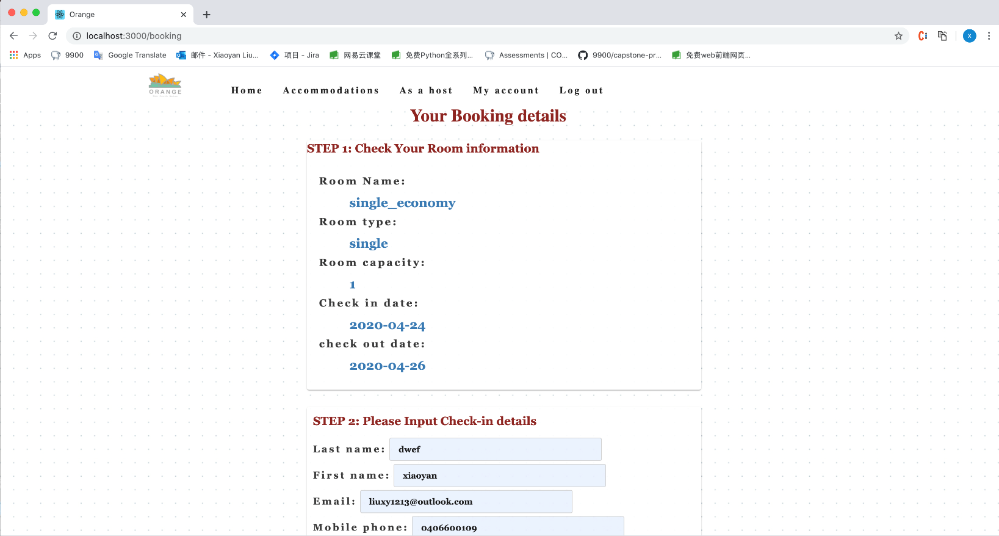 Orange
localhost:3000/booking
Apps 9900 Google Translate 邮件 - Xiaoyan Liu... 项目 - Jira 网易云课堂 免费Python全系列... Assessments | CO... 9900/capstone-pr... 免费web前端网页...
ORANGE
Home Accommodations As a host My account Log out
Your Booking details
STEP 1: Check Your Room information
Room Name:
single_economy
Room type:
single
Room capacity:
1
Check in date:
2020-04-24
check out date:
2020-04-26
STEP 2: Please Input Check-in details
Last name: dwef
First name: xiaoyan
Email: liuxy1213@outlook.com
Mobile phone: 0406600109